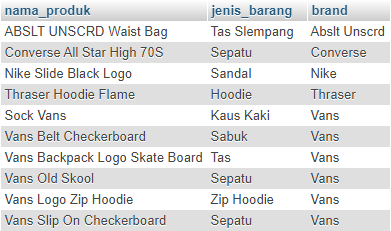 nama_produk jenis_barang brand
ABSLT UNSCRD Waist Bag Tas Slempang Abslt Unscrd
Converse All Star High 70S Sepatu Converse
Nike Slide Black Logo Sandal Nike
Thraser Hoodie Flame Hoodie Thraser
Sock Vans Kaus Kaki Vans
Vans Belt Checkerboard Sabuk Vans
Vans Backpack Logo Skate Board Tas Vans
Vans Old Skool Sepatu Vans
Vans Logo Zip Hoodie Zip Hoodie Vans
Vans Slip On Checkerboard Sepatu Vans